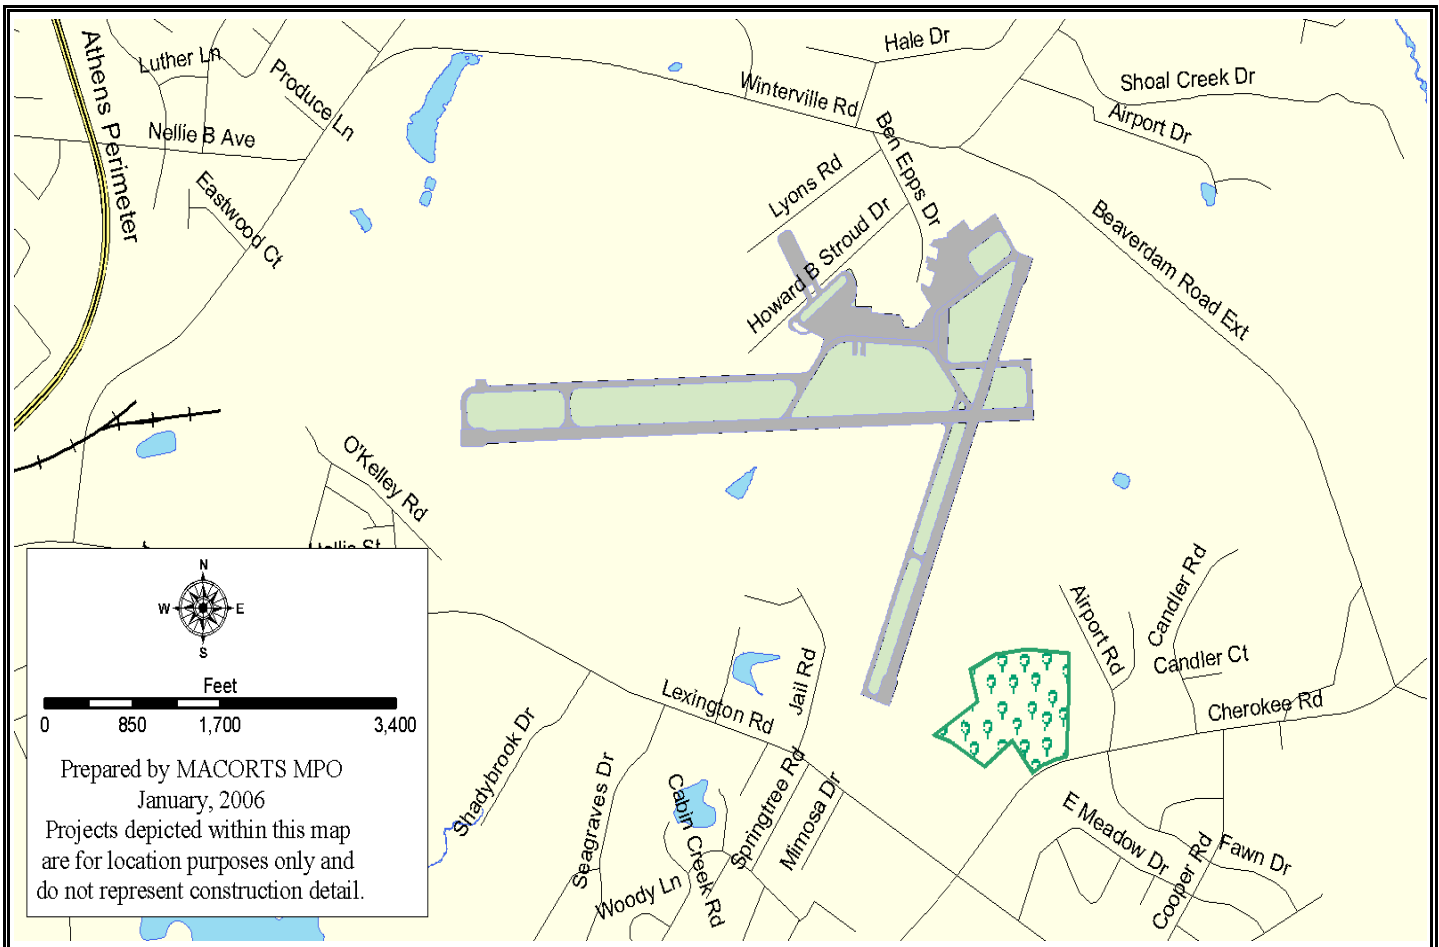 Hale Dr
Luther Ln
Athens Perimeter
Produce Ln
Winterville Rd
Shoal Creek Dr
Airport Dr
Nellie B Ave
Ben Epps Dr
Lyons Rd
Eastwood Ct
Howard B Stroud Dr
Beaverdam Road Ext
O'Kelley Rd
Hollis St
Candler Rd
Airport Rd
Candler Ct
Jail Rd
Lexington Rd
Cherokee Rd
Shadybrook Dr
Seagraves Dr
Cabin Creek Rd
Springtree Rd
Mimosa Dr
E Meadow Dr
Fawn Dr
Cooper Rd
Woody Ln
N
W E
S
Feet
0 850 1,700 3,400
Prepared by MACORTS MPO
January, 2006
Projects depicted within this map
are for location purposes only and
do not represent construction detail.